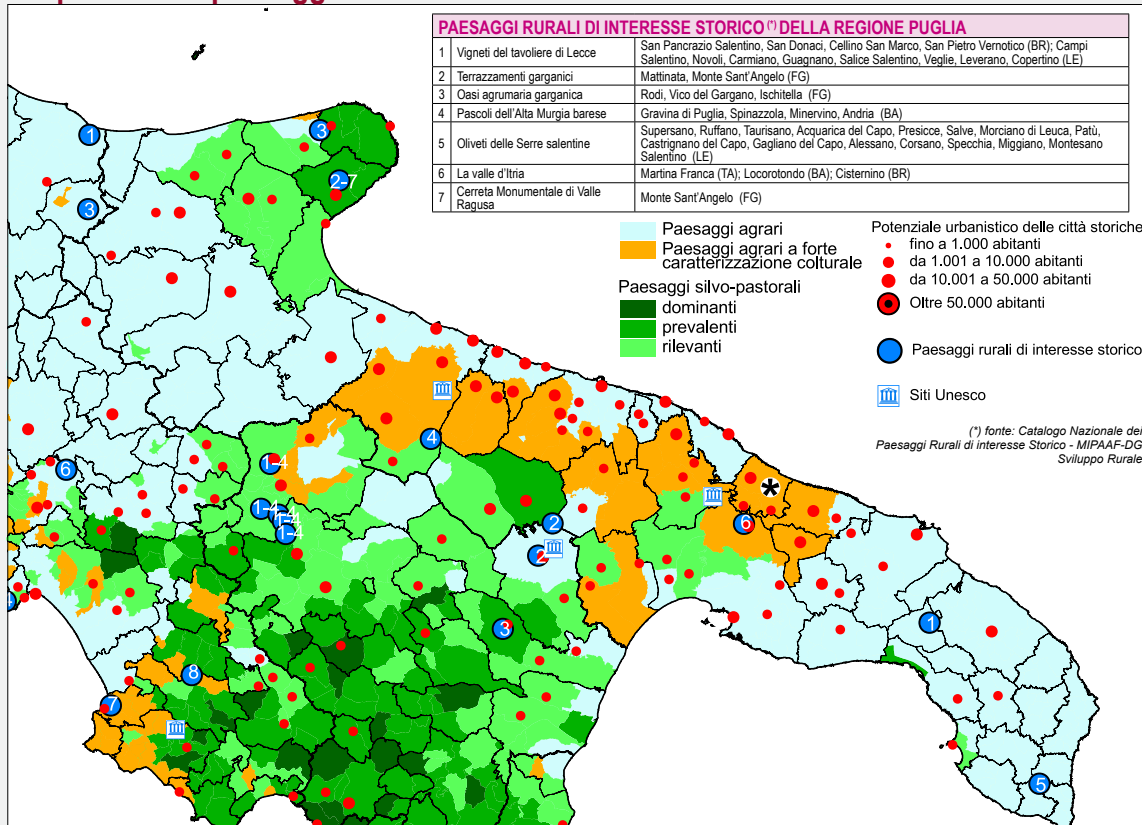 PAESAGGI RURALI DI INTERESSE STORICO (*) DELLA REGIONE PUGLIA
1 Vigneti del tavoliere di Lecce San Pancrazio Salentino, San Donaci, Cellino San Marco, San Pietro Vernotico (BR); Campi
Salentino, Novoli, Carmiano, Guagnano, Salice Salentino, Veglie, Leverano, Copertino (LE)
2 Terrazzamenti garganici Mattinata, Monte Sant'Angelo (FG)
3 Oasi agrumaria garganica Rodi, Vico del Gargano, Ischitella (FG)
4 Pascoli dell'Alta Murgia barese Gravina di Puglia, Spinazzola, Minervino, Andria (BA)
5 Oliveti delle Serre salentine Supersano, Ruffano, Taurisano, Acquarica del Capo, Presicce, Salve, Morciano di Leuca, Patù,
Castrignano del Capo, Gagliano del Capo, Alessano, Corsano, Specchia, Miggiano, Montesano
Salentino (LE)
6 La valle d'Itria Martina Franca (TA); Locorotondo (BA); Cisternino (BR)
7 Cerreta Monumentale di Valle
Ragusa Monte Sant'Angelo (FG)
Paesaggi agrari
Paesaggi agrari a forte
caratterizzazione colturale
Paesaggi silvo-pastorali
dominanti
prevalenti
rilevanti
Potenziale urbanistico delle città storiche
fino a 1.000 abitanti
da 1.001 a 10.000 abitanti
da 10.001 a 50.000 abitanti
Oltre 50.000 abitanti
Paesaggi rurali di interesse storico
Siti Unesco
(*) fonte: Catalogo Nazionale dei
Paesaggi Rurali di interesse Storico - MIPAAF-DG
Sviluppo Rurale
1
3
2-7
3
4
6
1-4
1-4
1-4
1-4
2
2
6
3
1
8
7
5